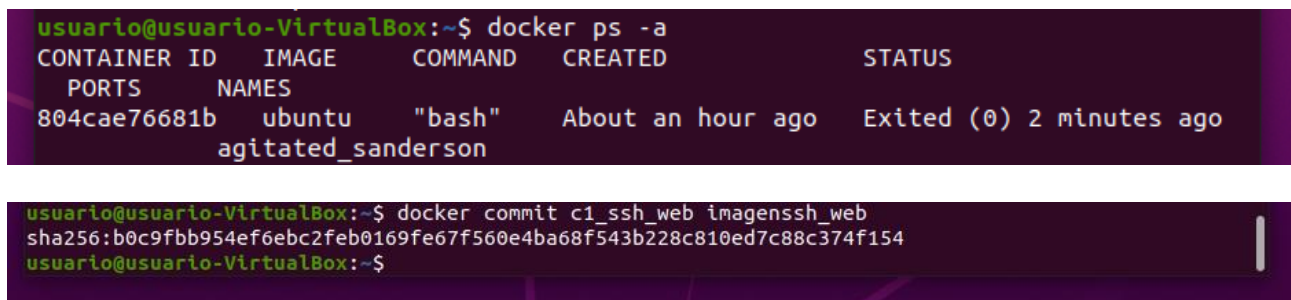 usuario@usuario-VirtualBox:~$ docker ps -a
CONTAINER ID   IMAGE     COMMAND   CREATED             STATUS
  PORTS     NAMES
804cae76681b   ubuntu    "bash"    About an hour ago   Exited (0) 2 minutes ago
            agitated_sanderson
usuario@usuario-VirtualBox:~$ docker commit c1_ssh_web imagenssh_web
sha256:b0c9fbb954ef6ebc2feb0169fe67f560e4ba68f543b228c810ed7c88c374f154
usuario@usuario-VirtualBox:~$